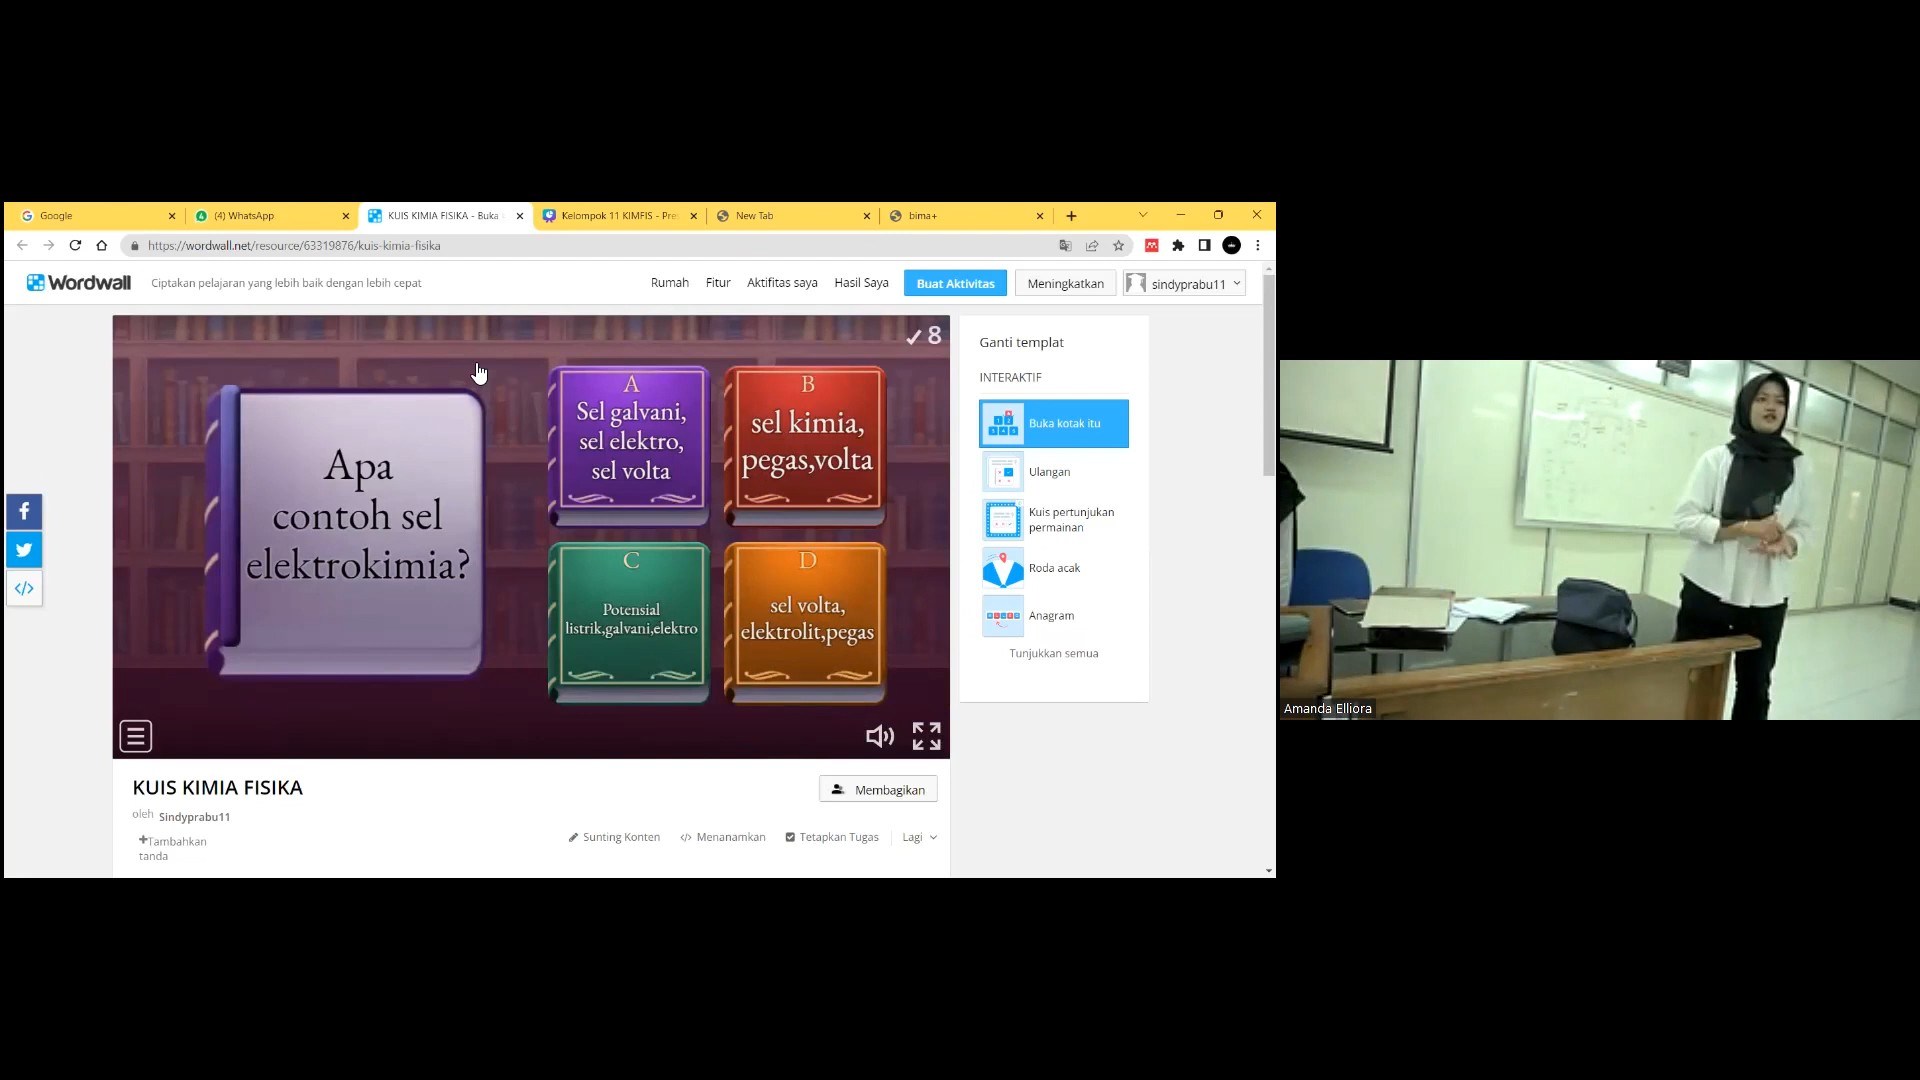 Google
(4) WhatsApp
KUIS KIMIA FISIKA - Buka
Kelompok 11 KIMFIS - Pre
New Tab
bima+
https://wordwall.net/resource/63319876/kuis-kimia-fisika
Wordwall
Ciptakan pelajaran yang lebih baik dengan lebih cepat
Rumah
Fitur
Aktifitas saya
Hasil Saya
Buat Aktivitas
Meningkatkan
sindyprabu11
8
Apa
contoh sel
elektrokimia?
A
Sel galvani,
sel elektro,
sel volta
B
sel kimia,
pegas,volta
C
Potensial
listrik,galvani,elektro
D
sel volta,
elektrolit,pegas
Ganti templat
INTERAKTIF
Buka kotak itu
Ulangan
Kuis pertunjukan
permainan
Roda acak
Anagram
Tunjukkan semua
KUIS KIMIA FISIKA
Membagikan
oleh Sindyprabu11
Tambahkan
tanda
Sunting Konten
Menanamkan
Tetapkan Tugas
Lagi
Amanda Elliora